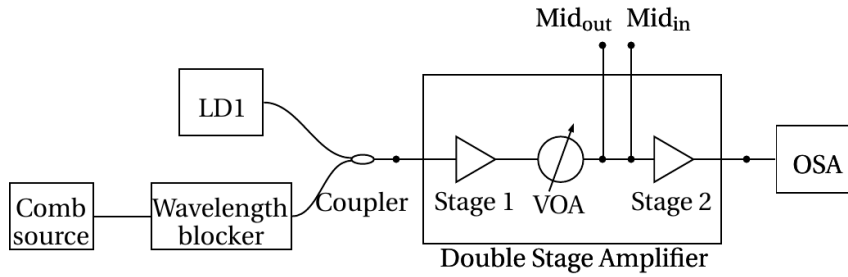 Mid_out Mid_in
LD1
OSA
Stage 1 VOA Stage 2
Coupler
Comb
source
Wavelength
blocker
Double Stage Amplifier